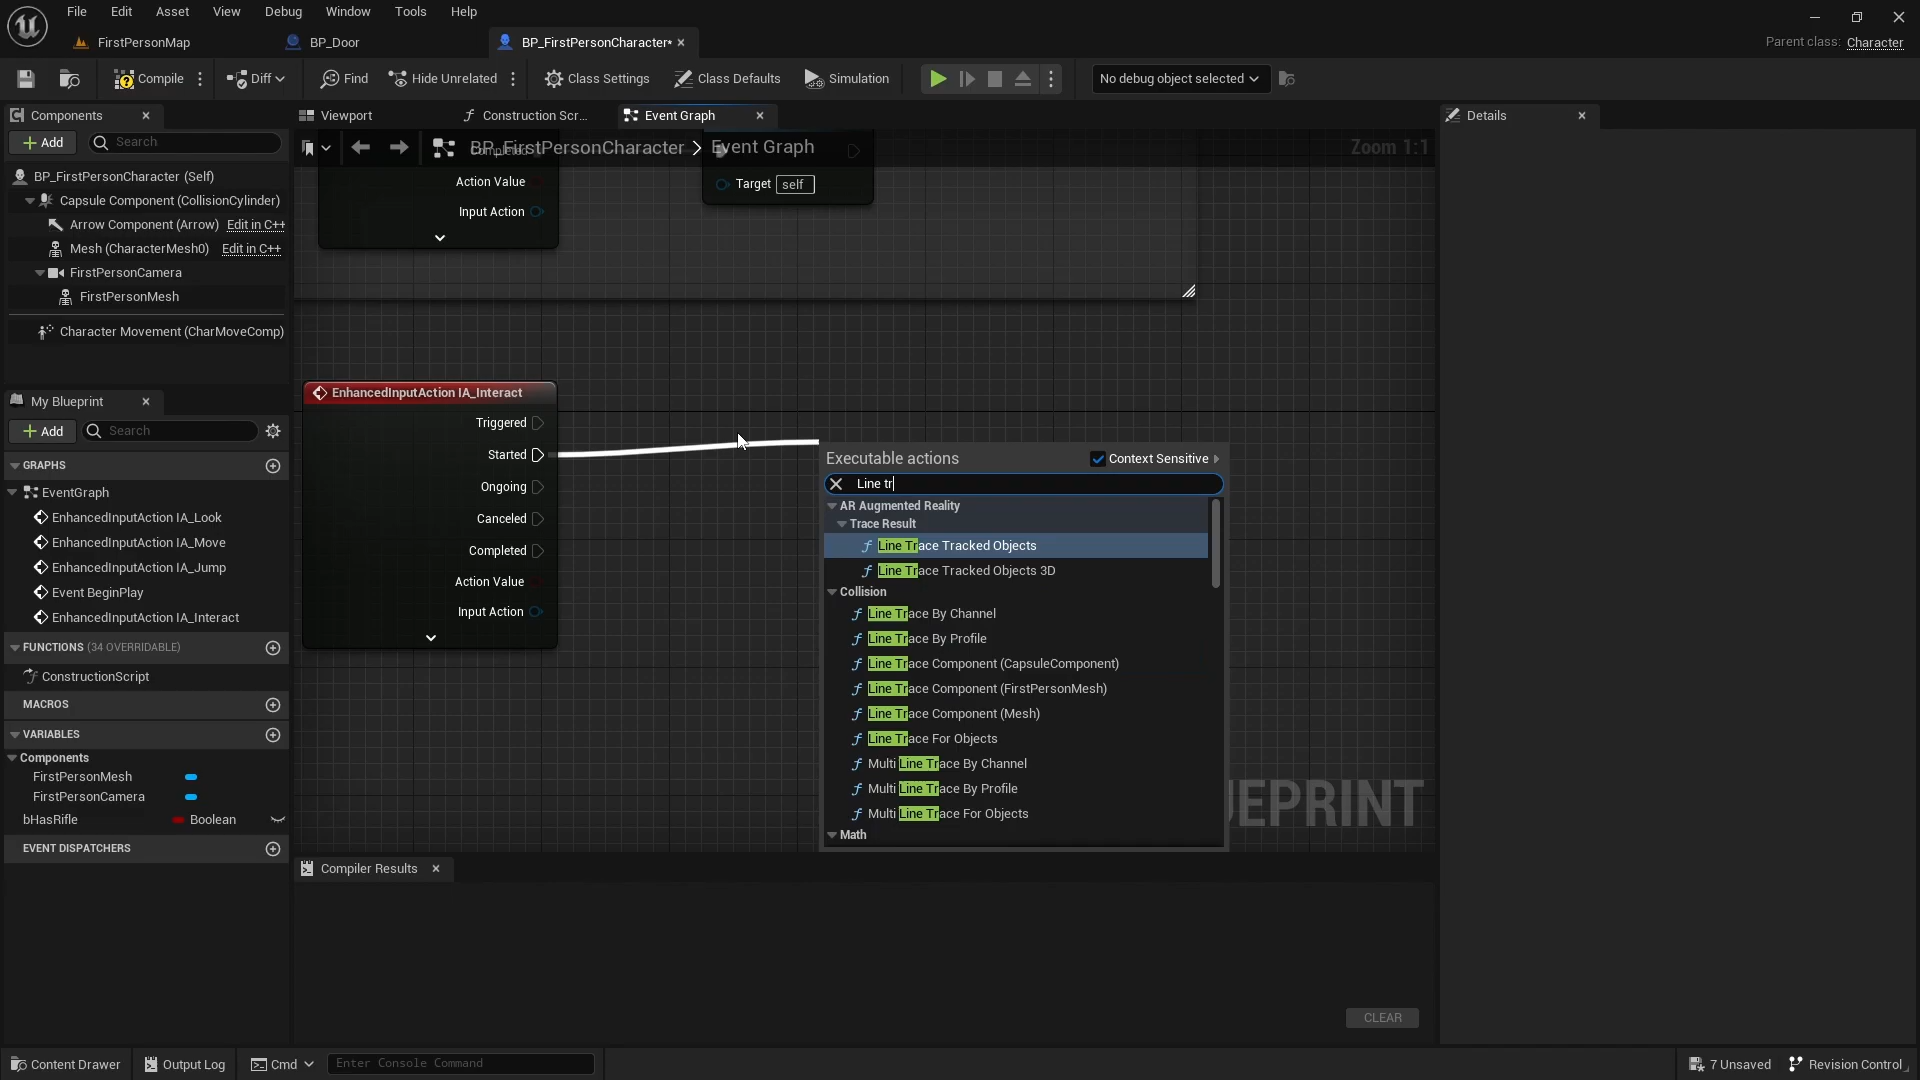 File Edit Asset View Debug Window Tools Help
FirstPersonMap BP_Door BP_FirstPersonCharacter*
Parent class: Character
Compile Diff Find Hide Unrelated Class Settings Class Defaults Simulation No debug object selected
Components
Add Search
BP_FirstPersonCharacter (Self)
Capsule Component (CollisionCylinder)
Arrow Component (Arrow) Edit in C++
Mesh (CharacterMesh0) Edit in C++
FirstPersonCamera
FirstPersonMesh
Character Movement (CharMoveComp)
My Blueprint
Add Search
GRAPHS
EventGraph
EnhancedInputAction IA_Look
EnhancedInputAction IA_Move
EnhancedInputAction IA_Jump
Event BeginPlay
EnhancedInputAction IA_Interact
FUNCTIONS (34 OVERRIDABLE)
ConstructionScript
MACROS
VARIABLES
Components
FirstPersonMesh
FirstPersonCamera
bHasRifle Boolean
EVENT DISPATCHERS
Viewport Construction Scr... Event Graph
BP_FirstPersonCharacter > Event Graph
Zoom 1:1
Completed
Action Value
Input Action
Target self
EnhancedInputAction IA_Interact
Triggered
Started
Ongoing
Canceled
Completed
Action Value
Input Action
Executable actions Context Sensitive
Line tr
AR Augmented Reality
Trace Result
Line Trace Tracked Objects
Line Trace Tracked Objects 3D
Collision
Line Trace By Channel
Line Trace By Profile
Line Trace Component (CapsuleComponent)
Line Trace Component (FirstPersonMesh)
Line Trace Component (Mesh)
Line Trace For Objects
Multi Line Trace By Channel
Multi Line Trace By Profile
Multi Line Trace For Objects
Math
UEPRINT
Compiler Results
CLEAR
Details
Content Drawer Output Log Cmd Enter Console Command
7 Unsaved Revision Control